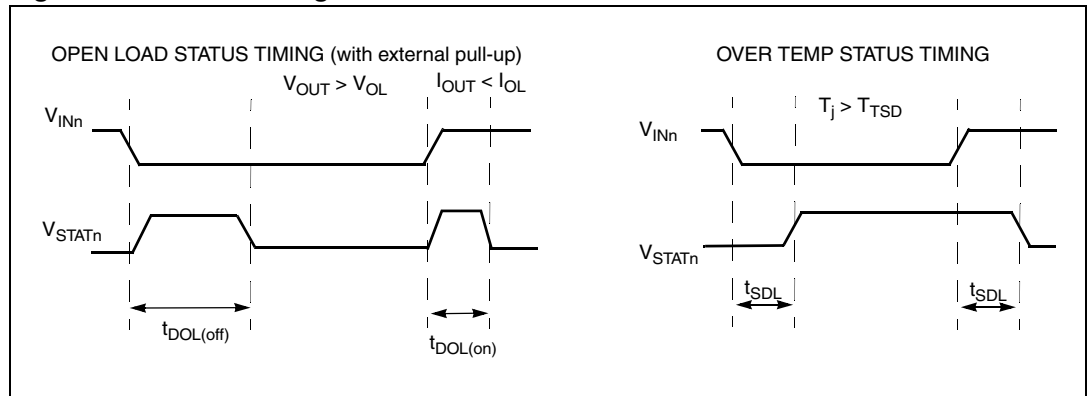 OPEN LOAD STATUS TIMING (with external pull-up)
V_OUT > V_OL
I_OUT < I_OL
V_INn
V_STATn
t_DOL(off)
t_DOL(on)
OVER TEMP STATUS TIMING
T_j > T_TSD
V_INn
V_STATn
t_SDL
t_SDL